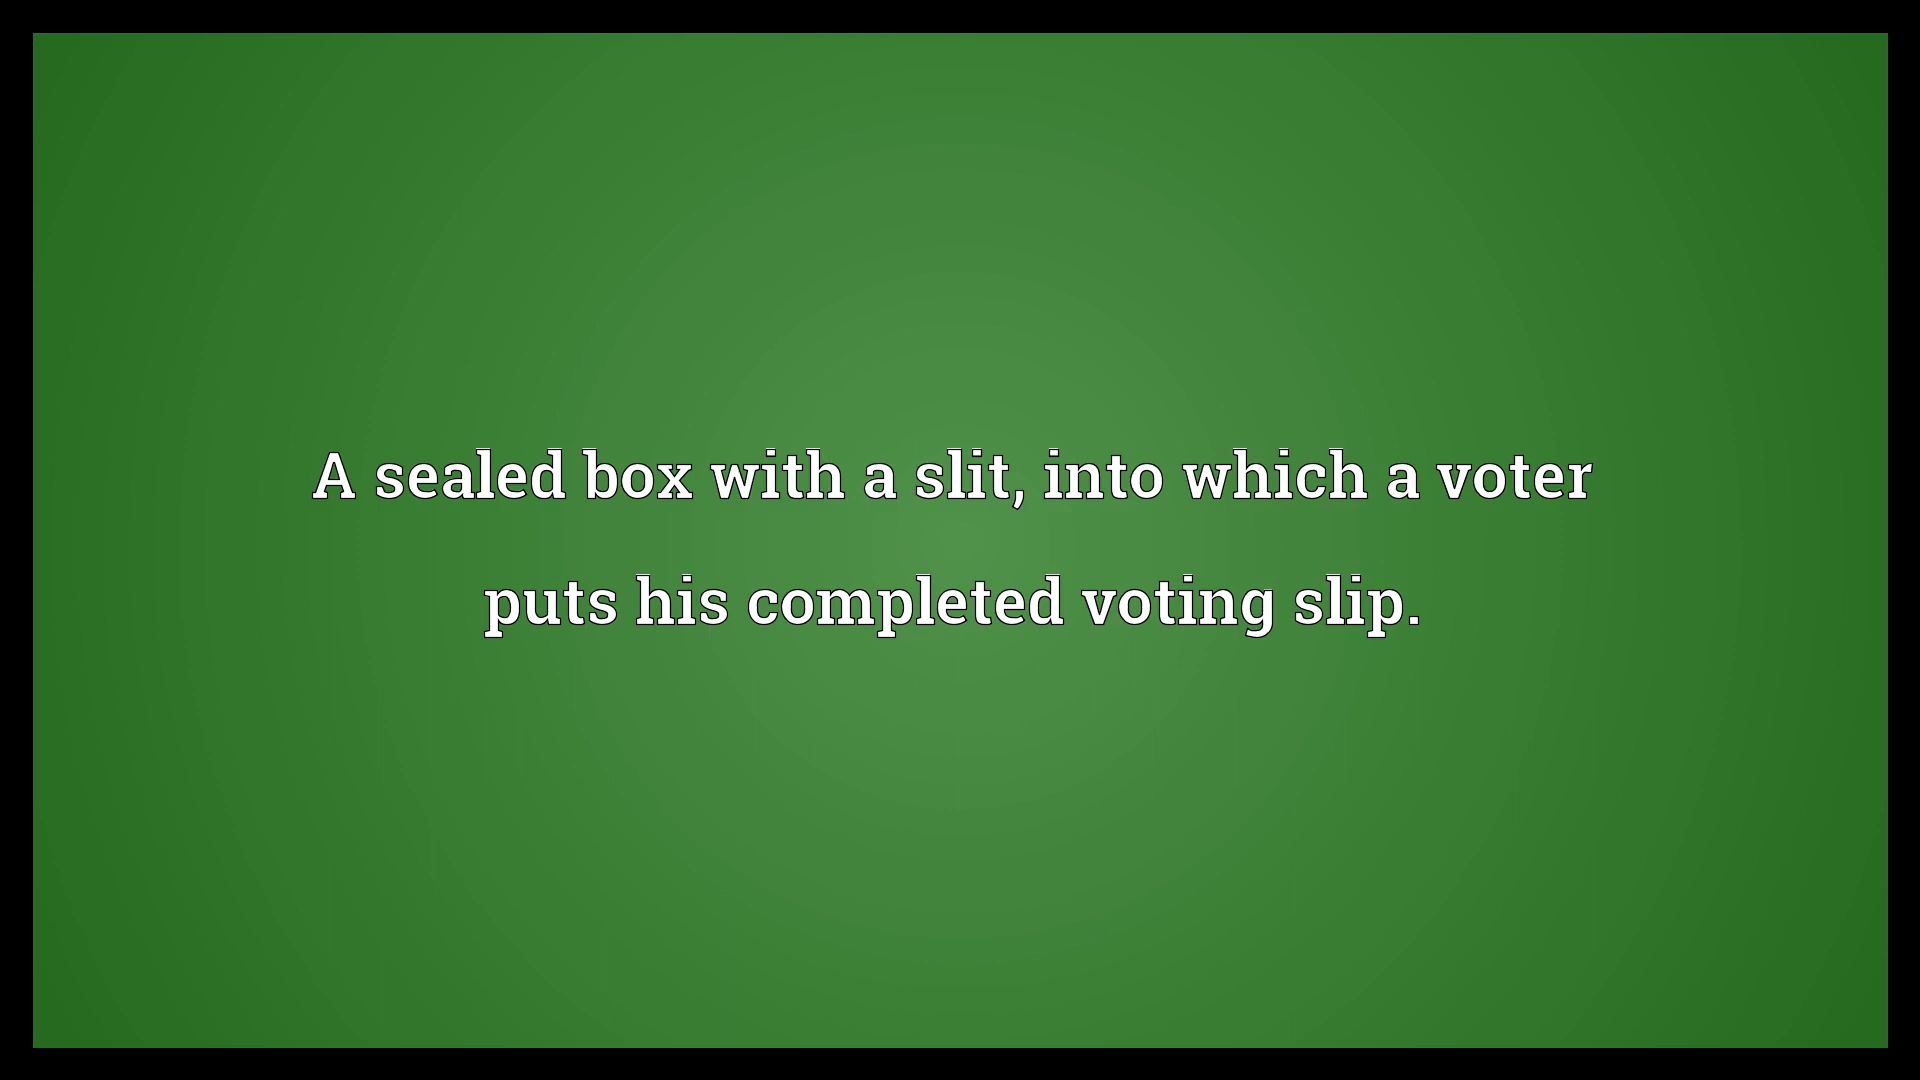 A sealed box with a slit, into which a voter
puts his completed voting slip.